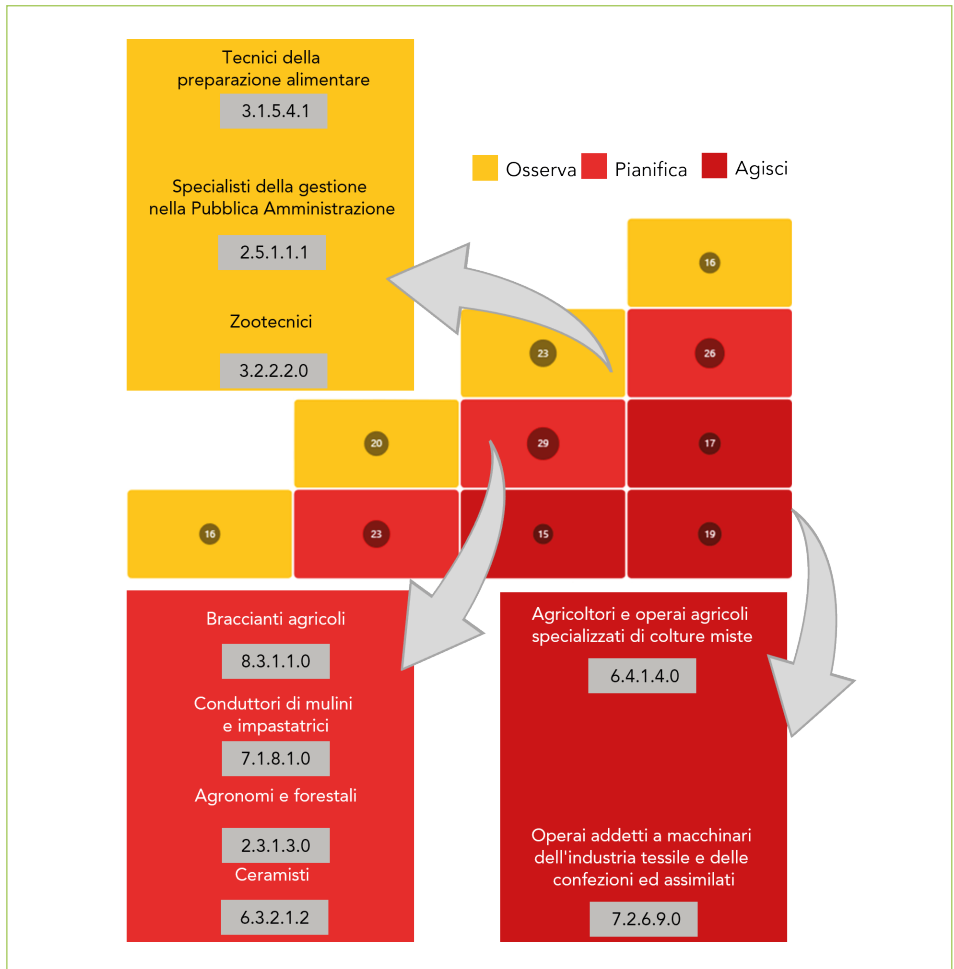 Tecnici della
preparazione alimentare
3.1.5.4.1
Specialisti della gestione
nella Pubblica Amministrazione
2.5.1.1.1
Zootecnici
3.2.2.2.0
Osserva Pianifica Agisci
16
23 26
20 29 17
16 23 15 19
Braccianti agricoli
8.3.1.1.0
Conduttori di mulini
e impastatrici
7.1.8.1.0
Agronomi e forestali
2.3.1.3.0
Ceramisti
6.3.2.1.2
Agricoltori e operai agricoli
specializzati di colture miste
6.4.1.4.0
Operai addetti a macchinari
dell'industria tessile e delle
confezioni ed assimilati
7.2.6.9.0